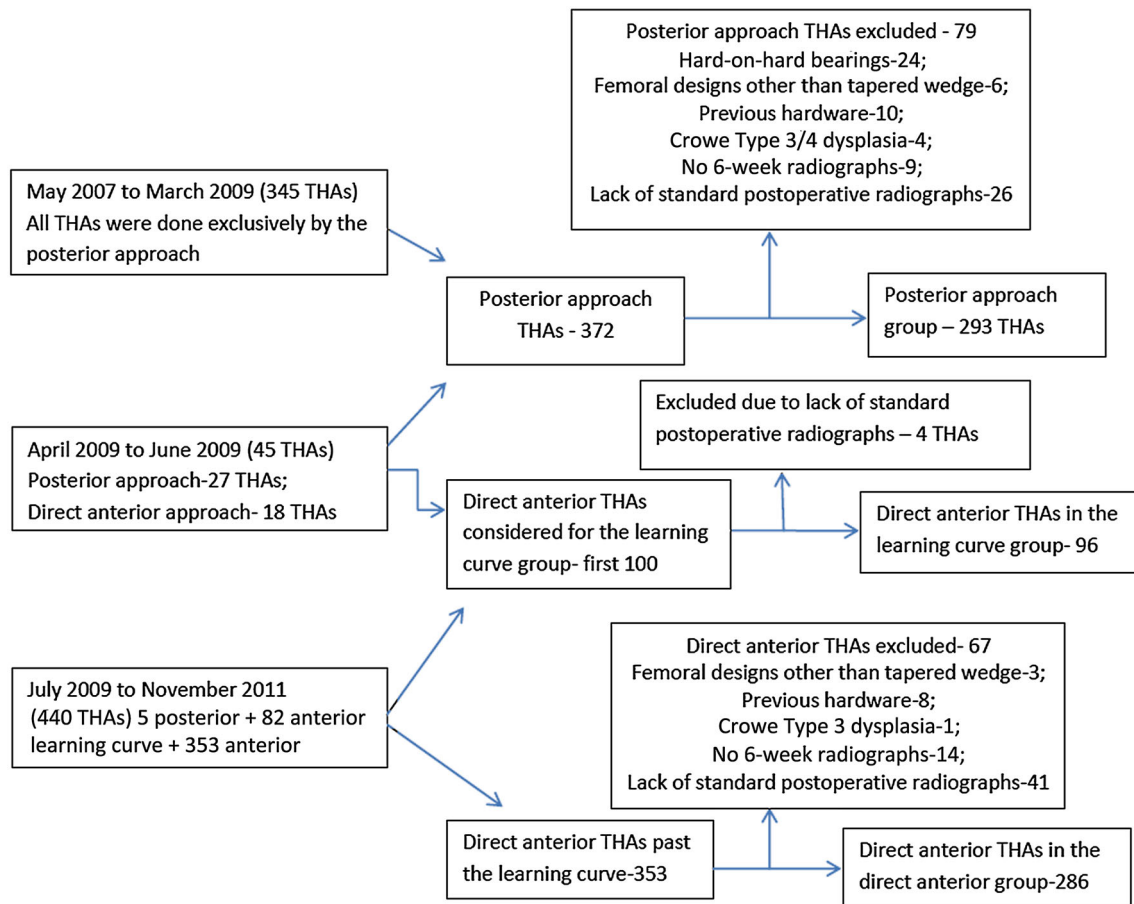 Posterior approach THAs excluded - 79
Hard-on-hard bearings-24;
Femoral designs other than tapered wedge-6;
Previous hardware-10;
Crowe Type 3/4 dysplasia-4;
No 6-week radiographs-9;
Lack of standard postoperative radiographs-26
May 2007 to March 2009 (345 THAs)
All THAs were done exclusively by the
posterior approach
Posterior approach
THAs - 372
Posterior approach
group – 293 THAs
Excluded due to lack of standard
postoperative radiographs – 4 THAs
April 2009 to June 2009 (45 THAs)
Posterior approach-27 THAs;
Direct anterior approach- 18 THAs
Direct anterior THAs
considered for the learning
curve group- first 100
Direct anterior THAs in the
learning curve group- 96
Direct anterior THAs excluded- 67
Femoral designs other than tapered wedge-3;
Previous hardware-8;
Crowe Type 3 dysplasia-1;
No 6-week radiographs-14;
Lack of standard postoperative radiographs-41
July 2009 to November 2011
(440 THAs) 5 posterior + 82 anterior
learning curve + 353 anterior
Direct anterior THAs past
the learning curve-353
Direct anterior THAs in the
direct anterior group-286